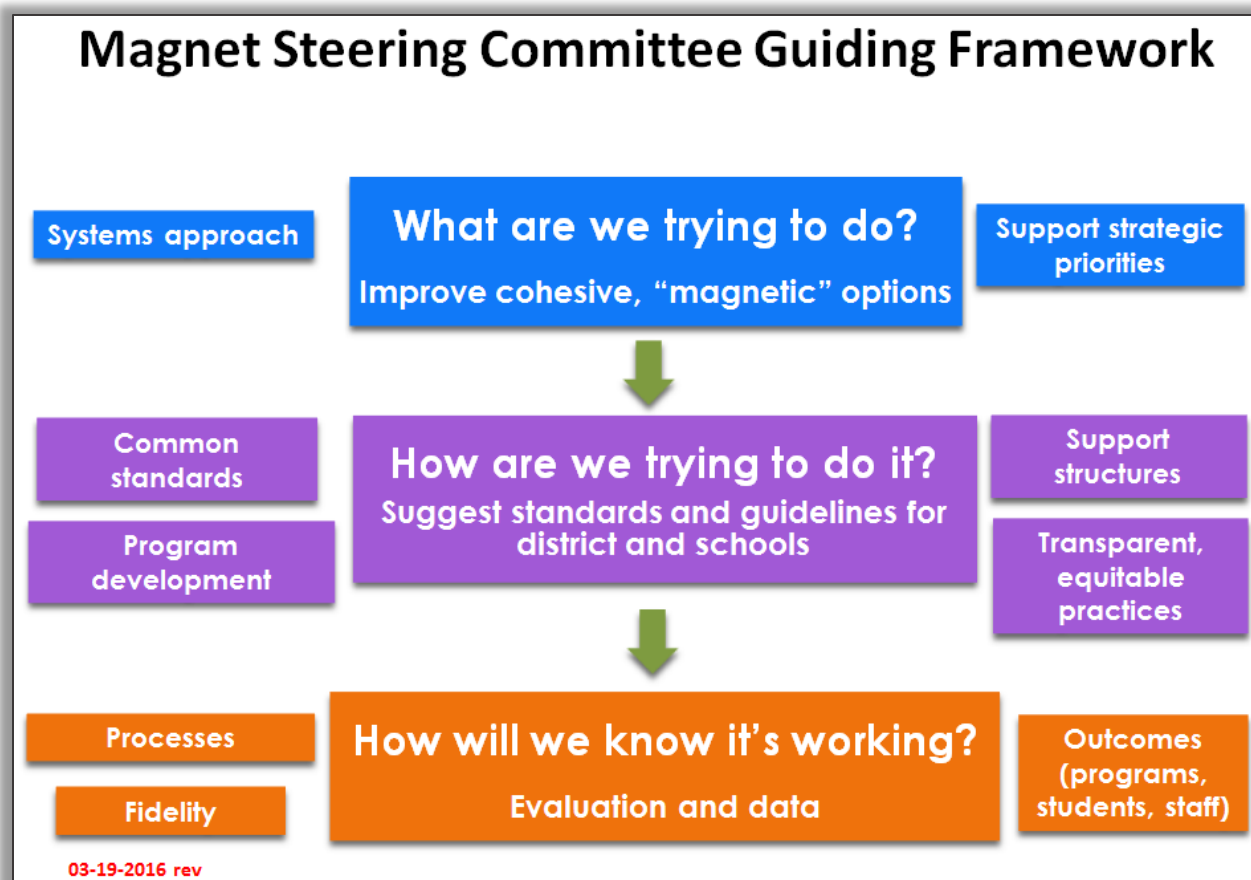 Magnet Steering Committee Guiding Framework
Systems approach
What are we trying to do?
Improve cohesive, “magnetic” options
Support strategic
priorities
Common
standards
Program
development
How are we trying to do it?
Suggest standards and guidelines for
district and schools
Support
structures
Transparent,
equitable
practices
Processes
Fidelity
How will we know it’s working?
Evaluation and data
Outcomes
(programs,
students, staff)
03-19-2016 rev